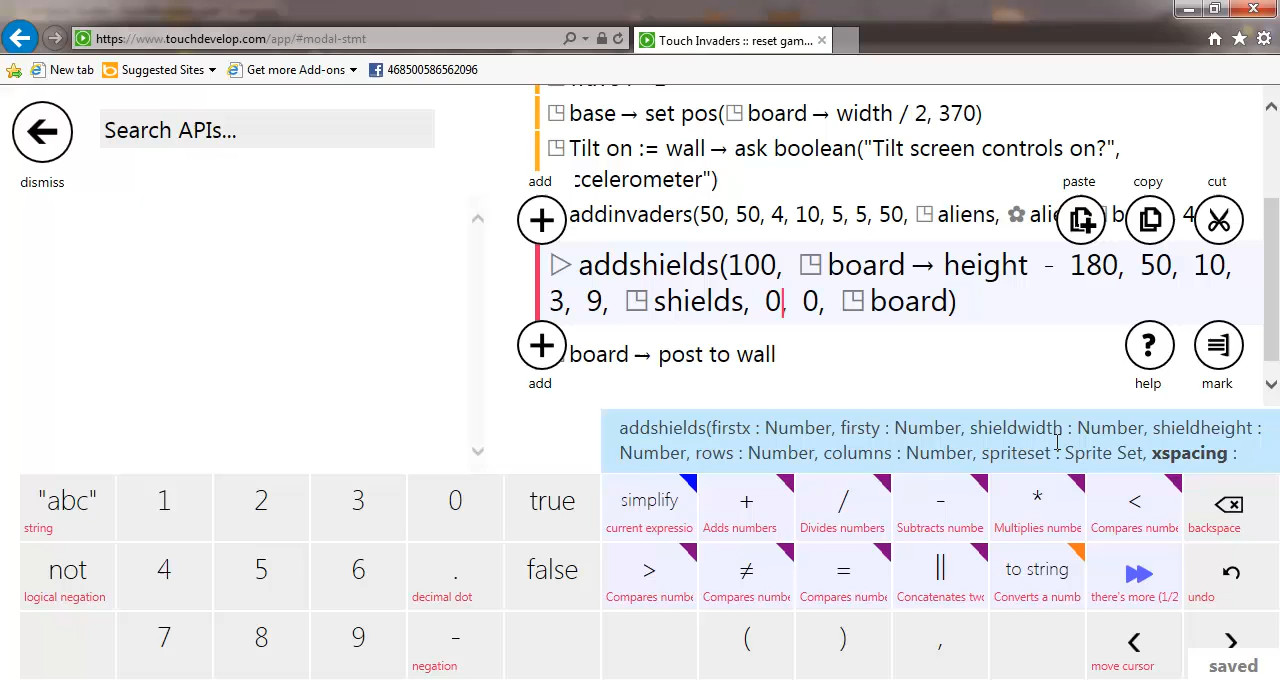 https://www.touchdevelop.com/app/#modal-stmt
Touch Invaders :: reset gam...
New tab
Suggested Sites
Get more Add-ons
468500586562096
Search APIs...
dismiss
base → set pos( board → width / 2, 370)
Tilt on := wall → ask boolean("Tilt screen controls on?",
ccelerometer")
add
paste
copy
cut
addinvaders(50, 50, 4, 10, 5, 5, 50, aliens,
addshields(100, board → height - 180, 50, 10,
3, 9, shields, 0, 0, board)
board → post to wall
add
help
mark
addshields(firstx : Number, firsty : Number, shieldwidth : Number, shieldheight :
Number, rows : Number, columns : Number, spriteset : Sprite Set, xspacing :
"abc" 1 2 3 0 true simplify + / - * <
string current expressio Adds numbers Divides numbers Subtracts numbe Multiplies numbe Compares numbe backspace
not 4 5 6 . false > ≠ = || to string
logical negation decimal dot Compares numbe Compares numbe Compares numbe Concatenates twc Converts a numb there's more (1/2 undo
7 8 9 - ( ) ,
negation move cursor
saved